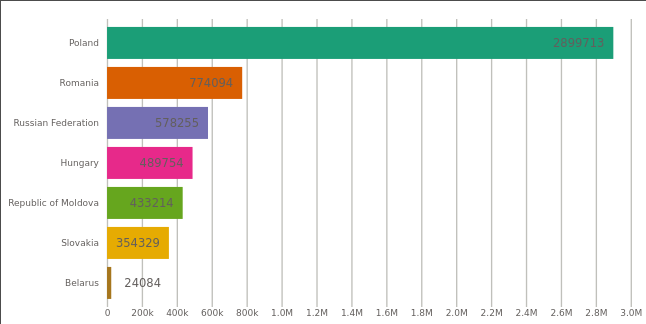 Poland 2899713
Romania 774094
Russian Federation 578255
Hungary 489754
Republic of Moldova 433214
Slovakia 354329
Belarus 24084
0 200k 400k 600k 800k 1.0M 1.2M 1.4M 1.6M 1.8M 2.0M 2.2M 2.4M 2.6M 2.8M 3.0M